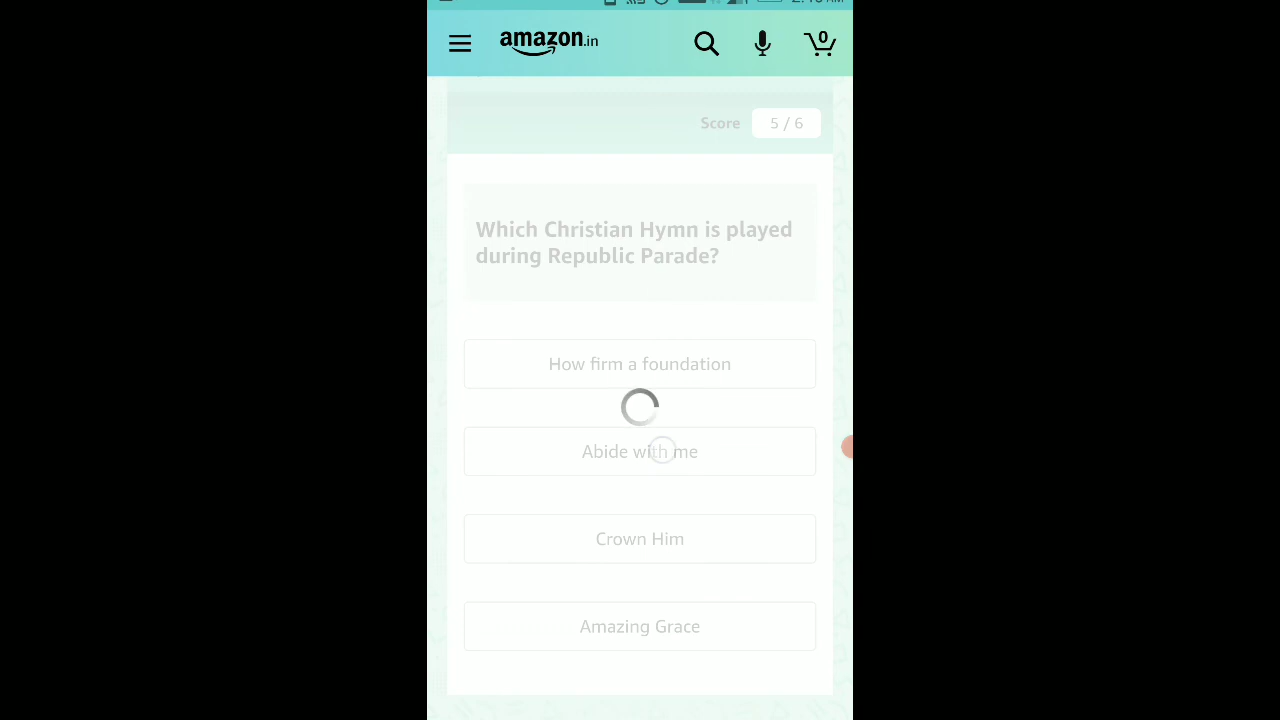 amazon.in
0
Score 5 / 6
Which Christian Hymn is played
during Republic Parade?
How firm a foundation
Abide with me
Crown Him
Amazing Grace